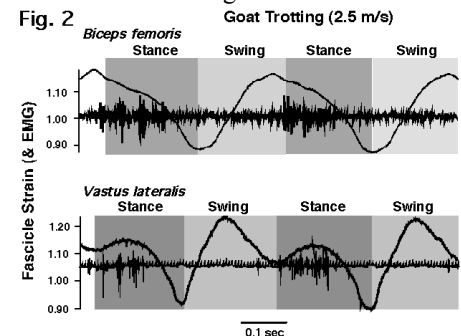 Fig. 2
Goat Trotting (2.5 m/s)
Biceps femoris
Stance Swing Stance Swing
1.10
1.00
0.90
Fascicle Strain (& EMIG)
Vastus lateralis
Stance Swing Stance Swing
1.20
1.10
1.00
0.90
0.1 sec